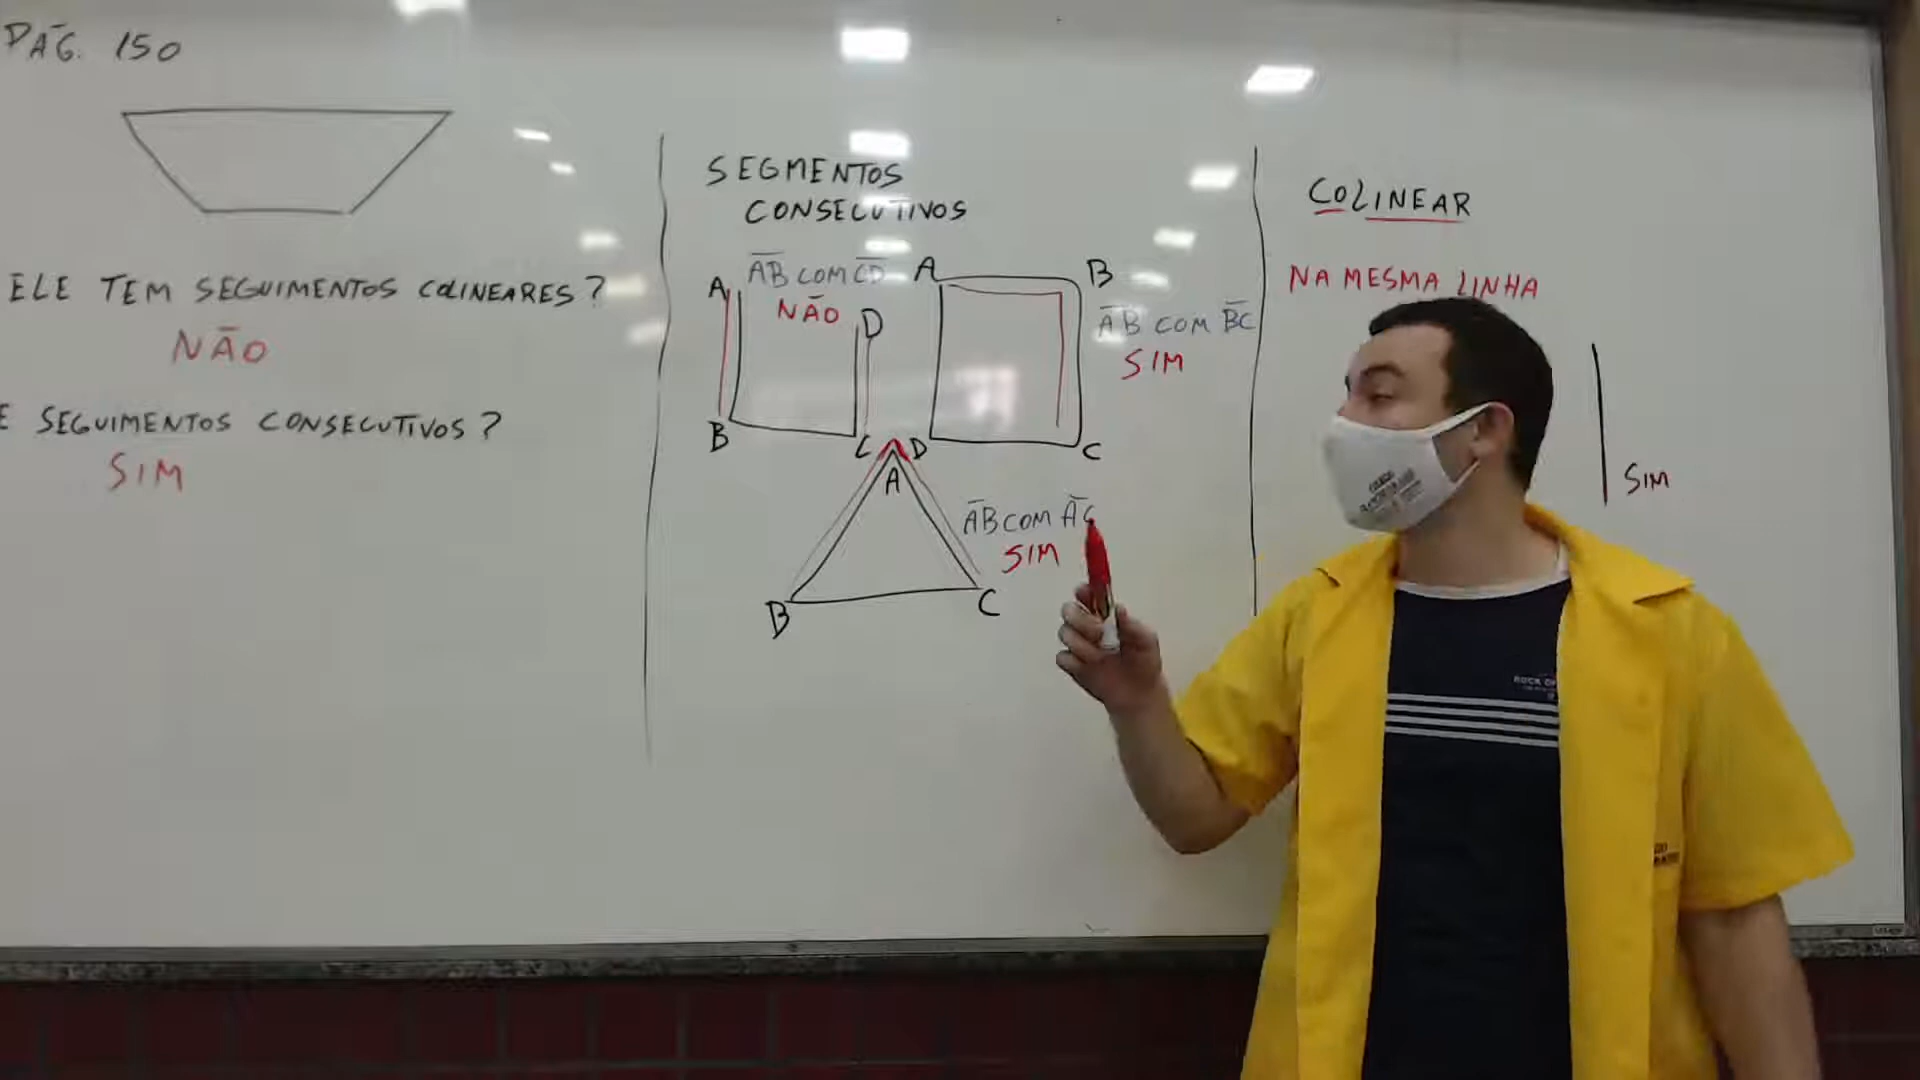 PÁG. 150
ELE TEM SEGUIMENTOS COLINEARES?
NÃO
E SEGUIMENTOS CONSECUTIVOS?
SIM
SEGMENTOS
CONSECUTIVOS
A
AB COM CD
NÃO
D
B
C
A
B
AB COM BC
SIM
D
C
A
AB COM AC
SIM
B
C
COLINEAR
NA MESMA LINHA
SIM
ROCK